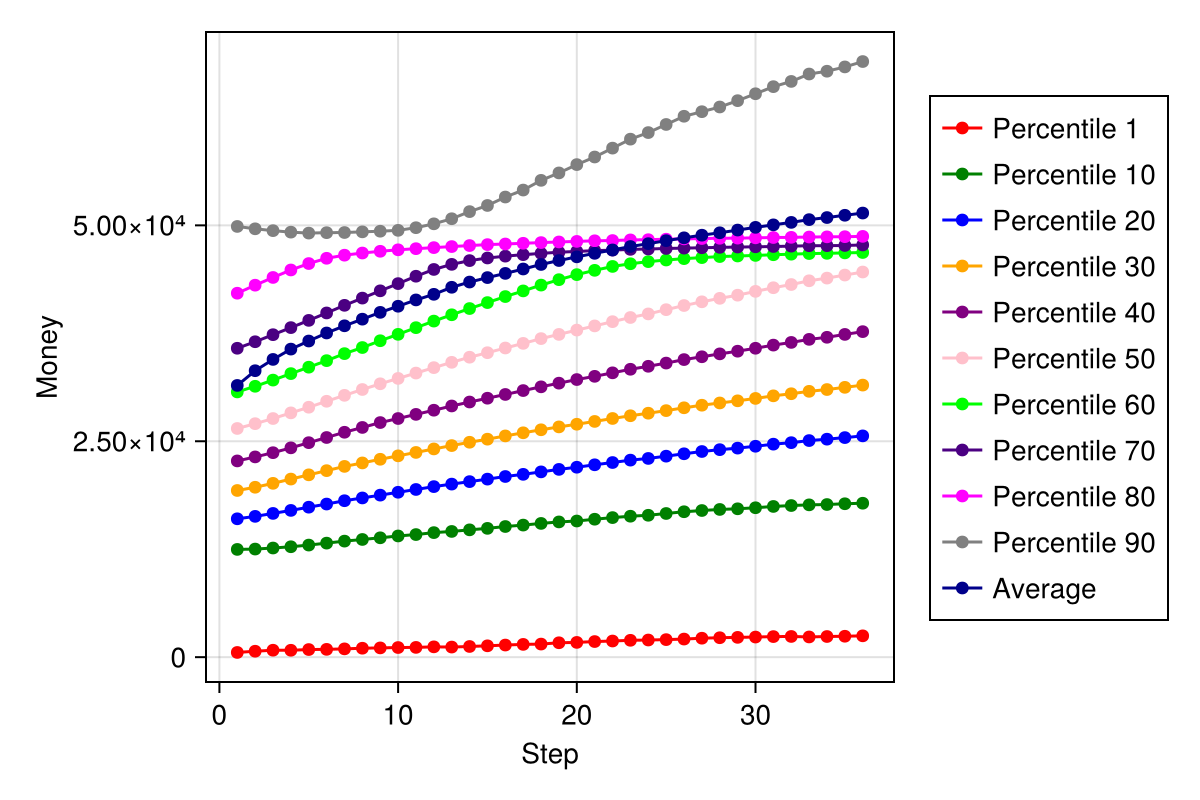 Money
5.00×10⁴
2.50×10⁴
0
0
10
20
30
Step
Percentile 1
Percentile 10
Percentile 20
Percentile 30
Percentile 40
Percentile 50
Percentile 60
Percentile 70
Percentile 80
Percentile 90
Average